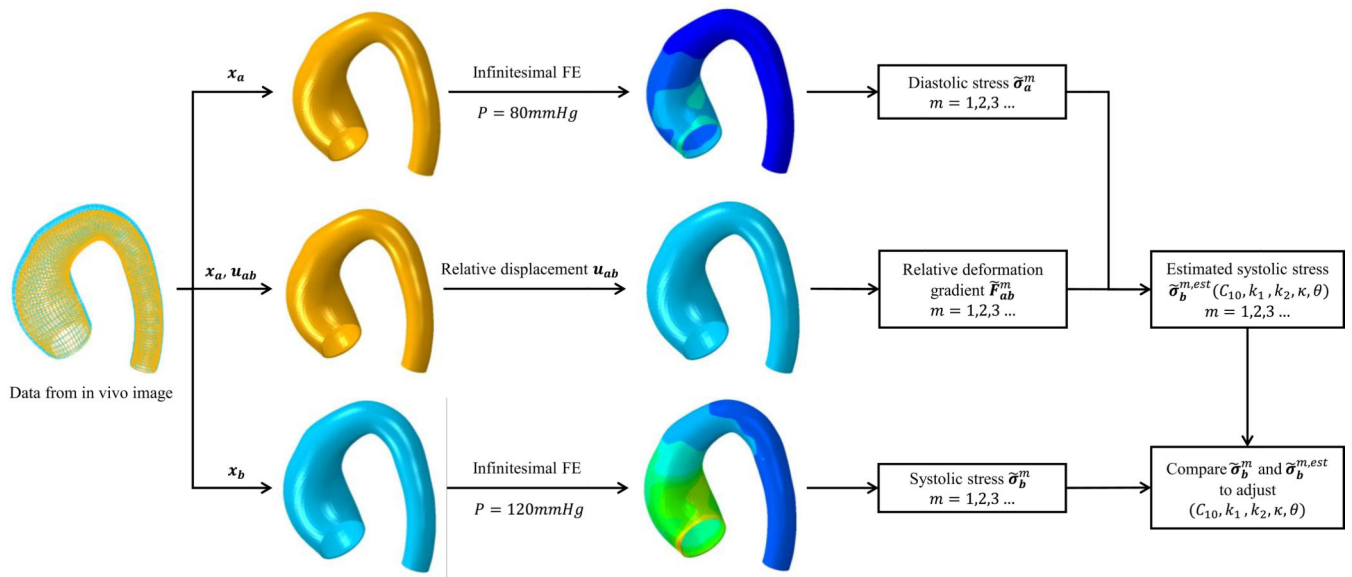 x_a
Infinitesimal FE
P = 80mmHg
Diastolic stress σ̃_a^m
m = 1,2,3 …
Data from in vivo image
x_a, u_ab
Relative displacement u_ab
Relative deformation
gradient F̃_ab^m
m = 1,2,3 …
Estimated systolic stress
σ̃_b^{m,est}(C_10, k_1 , k_2, κ, θ)
m = 1,2,3 …
x_b
Infinitesimal FE
P = 120mmHg
Systolic stress σ̃_b^m
m = 1,2,3 …
Compare σ̃_b^m and σ̃_b^{m,est}
to adjust
(C_10, k_1 , k_2, κ, θ)